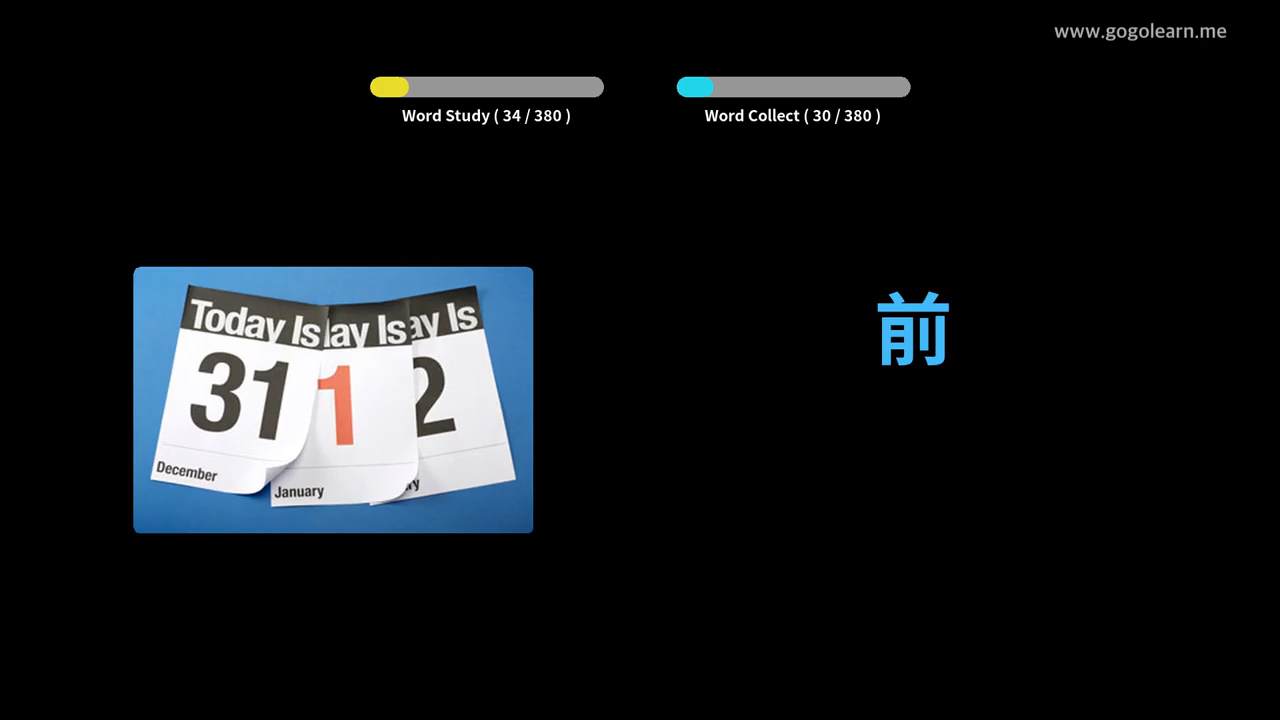 www.gogolearn.me
Word Study ( 34 / 380 )
Word Collect ( 30 / 380 )
Today Is
ay Is
ay Is
31
1
2
December
January
ry
前